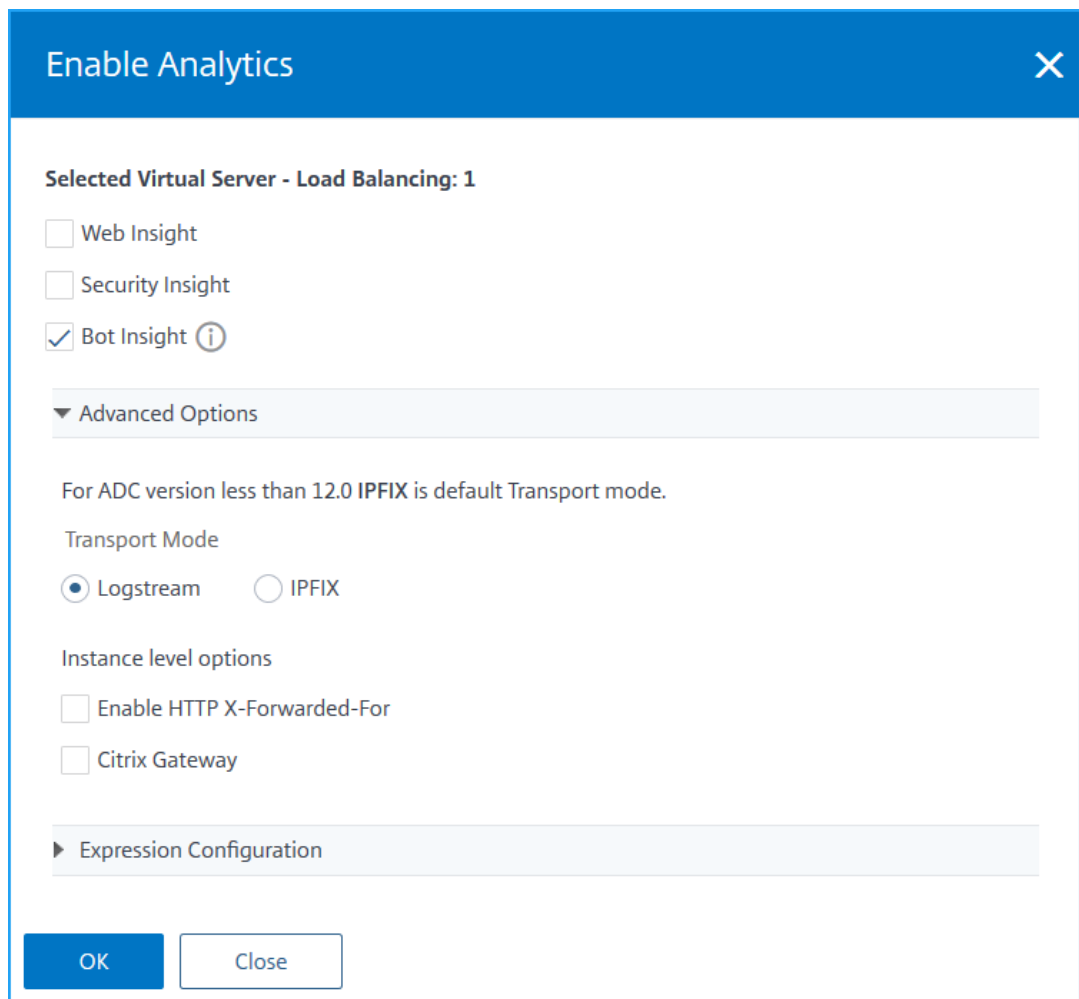 Enable Analytics
Selected Virtual Server - Load Balancing: 1
Web Insight
Security Insight
Bot Insight
Advanced Options
For ADC version less than 12.0 IPFIX is default Transport mode.
Transport Mode
Logstream IPFIX
Instance level options
Enable HTTP X-Forwarded-For
Citrix Gateway
Expression Configuration
OK Close